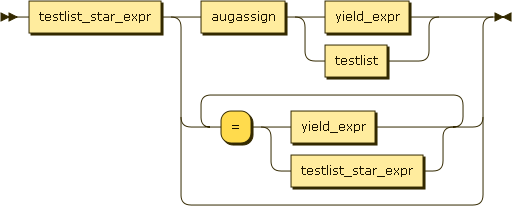 testlist_star_expr augassign yield_expr
testlist
= yield_expr
testlist_star_expr